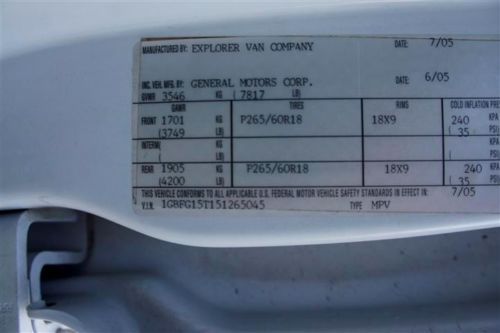 MANUFACTURED BY: EXPLORER VAN COMPANY DATE: 7/05
INC. VEH. MFG. BY: GENERAL MOTORS CORP. DATE: 6/05
GVWR 3546 KG ( 7817 LB)
GAWR TIRES RIMS COLD INFLATION PRE
FRONT 1701 KG P265/60R18 18X9 240 KPA
(3749 LB) ( 35 PSI)
INTERM KG KPA
( LB) ( PSI)
REAR 1905 KG P265/60R18 18X9 240 KPA
(4200 LB) ( 35 PSI)
THIS VEHICLE CONFORMS TO ALL APPLICABLE U.S. FEDERAL MOTOR VEHICLE SAFETY STANDARDS IN EFFECT IN: 7/05
V.I.N. 1GBFG15T151265045 TYPE MPV